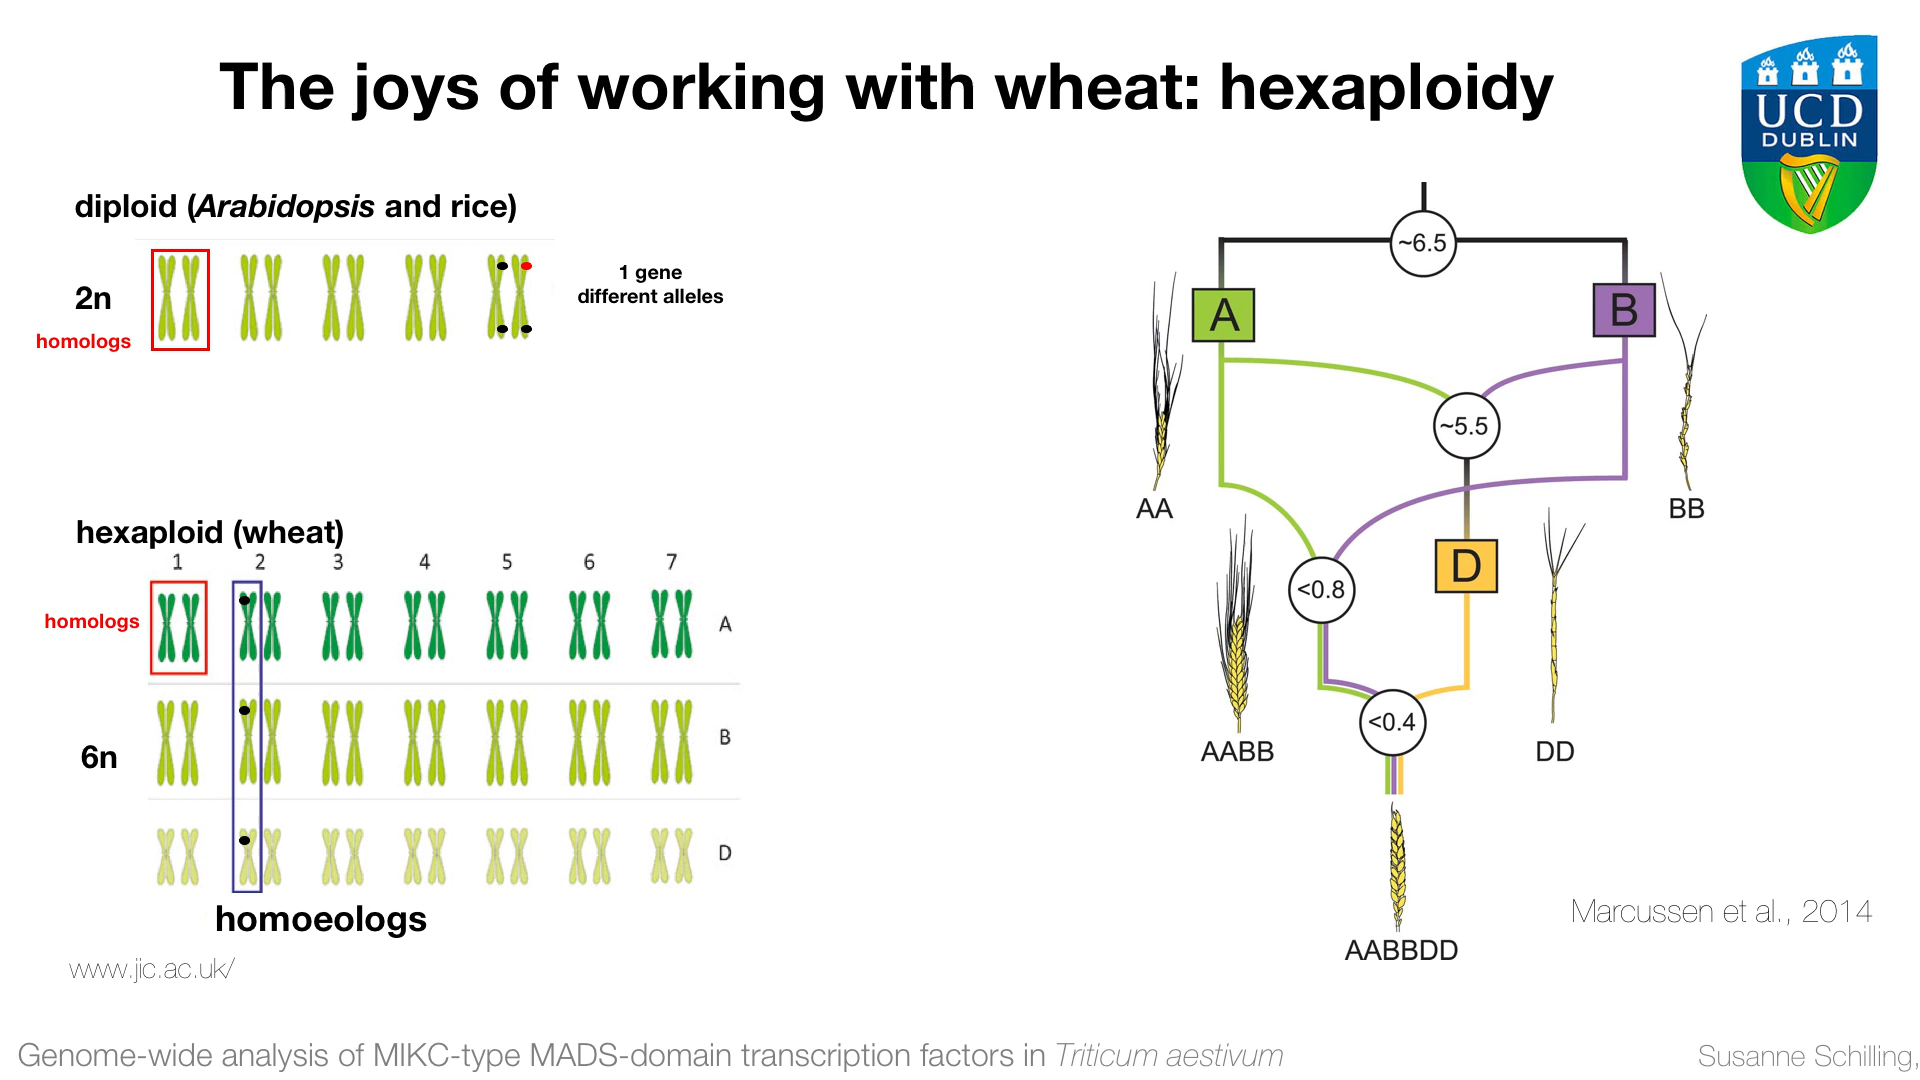 The joys of working with wheat: hexaploidy
UCD
DUBLIN
diploid (Arabidopsis and rice)
2n
homologs
1 gene
different alleles
hexaploid (wheat)
1 2 3 4 5 6 7
homologs
A
6n
B
D
homoeologs
www.jic.ac.uk/
~6.5
A
B
~5.5
AA
BB
D
<0.8
<0.4
AABB
DD
AABBDD
Marcussen et al., 2014
Genome-wide analysis of MIKC-type MADS-domain transcription factors in Triticum aestivum
Susanne Schilling,